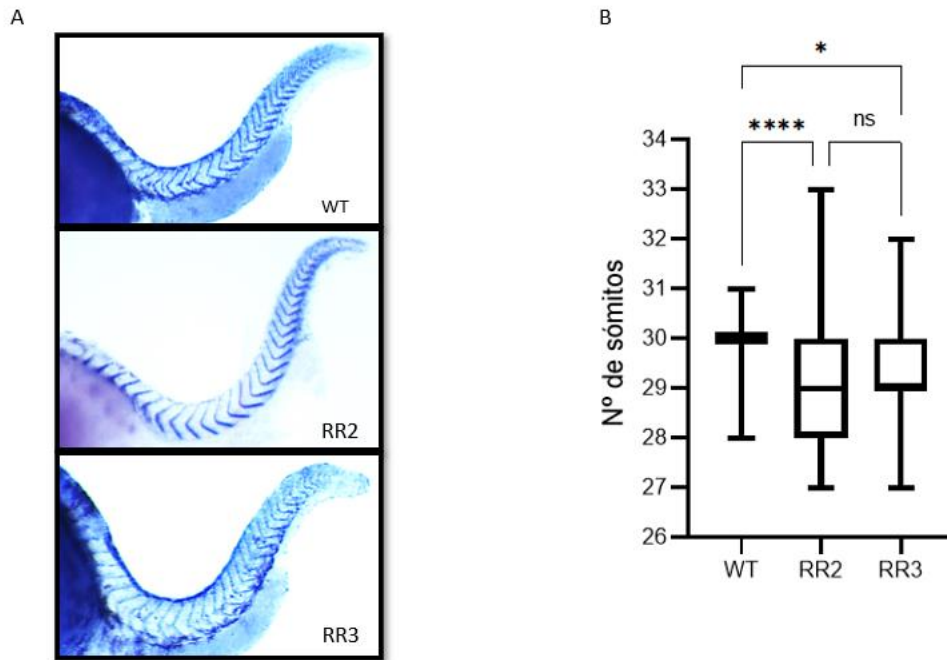 A
WT
RR2
RR3
B
*
****
ns
Nº de sómitos
34
33
32
31
30
29
28
27
26
WT
RR2
RR3